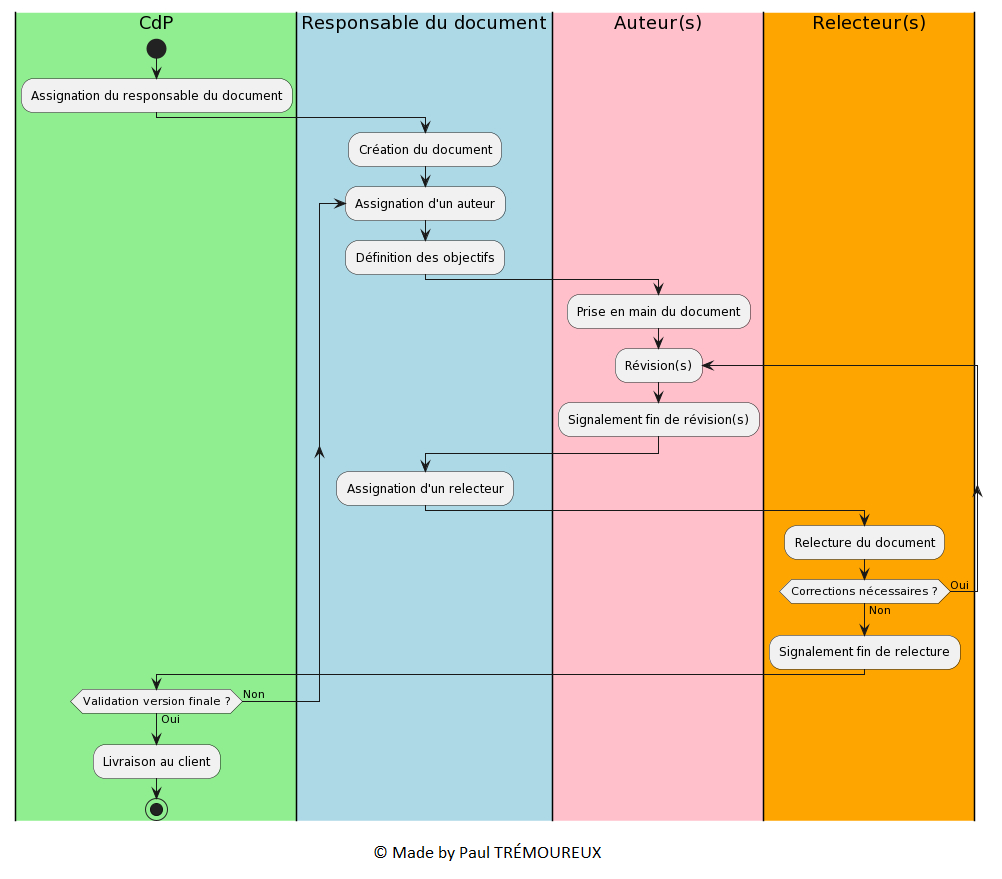 CdP
Responsable du document
Auteur(s)
Relecteur(s)
Assignation du responsable du document
Création du document
Assignation d'un auteur
Définition des objectifs
Prise en main du document
Révision(s)
Signalement fin de révision(s)
Assignation d'un relecteur
Relecture du document
Corrections nécessaires ?
Oui
Non
Signalement fin de relecture
Validation version finale ?
Non
Oui
Livraison au client
© Made by Paul TRÉMOUREUX